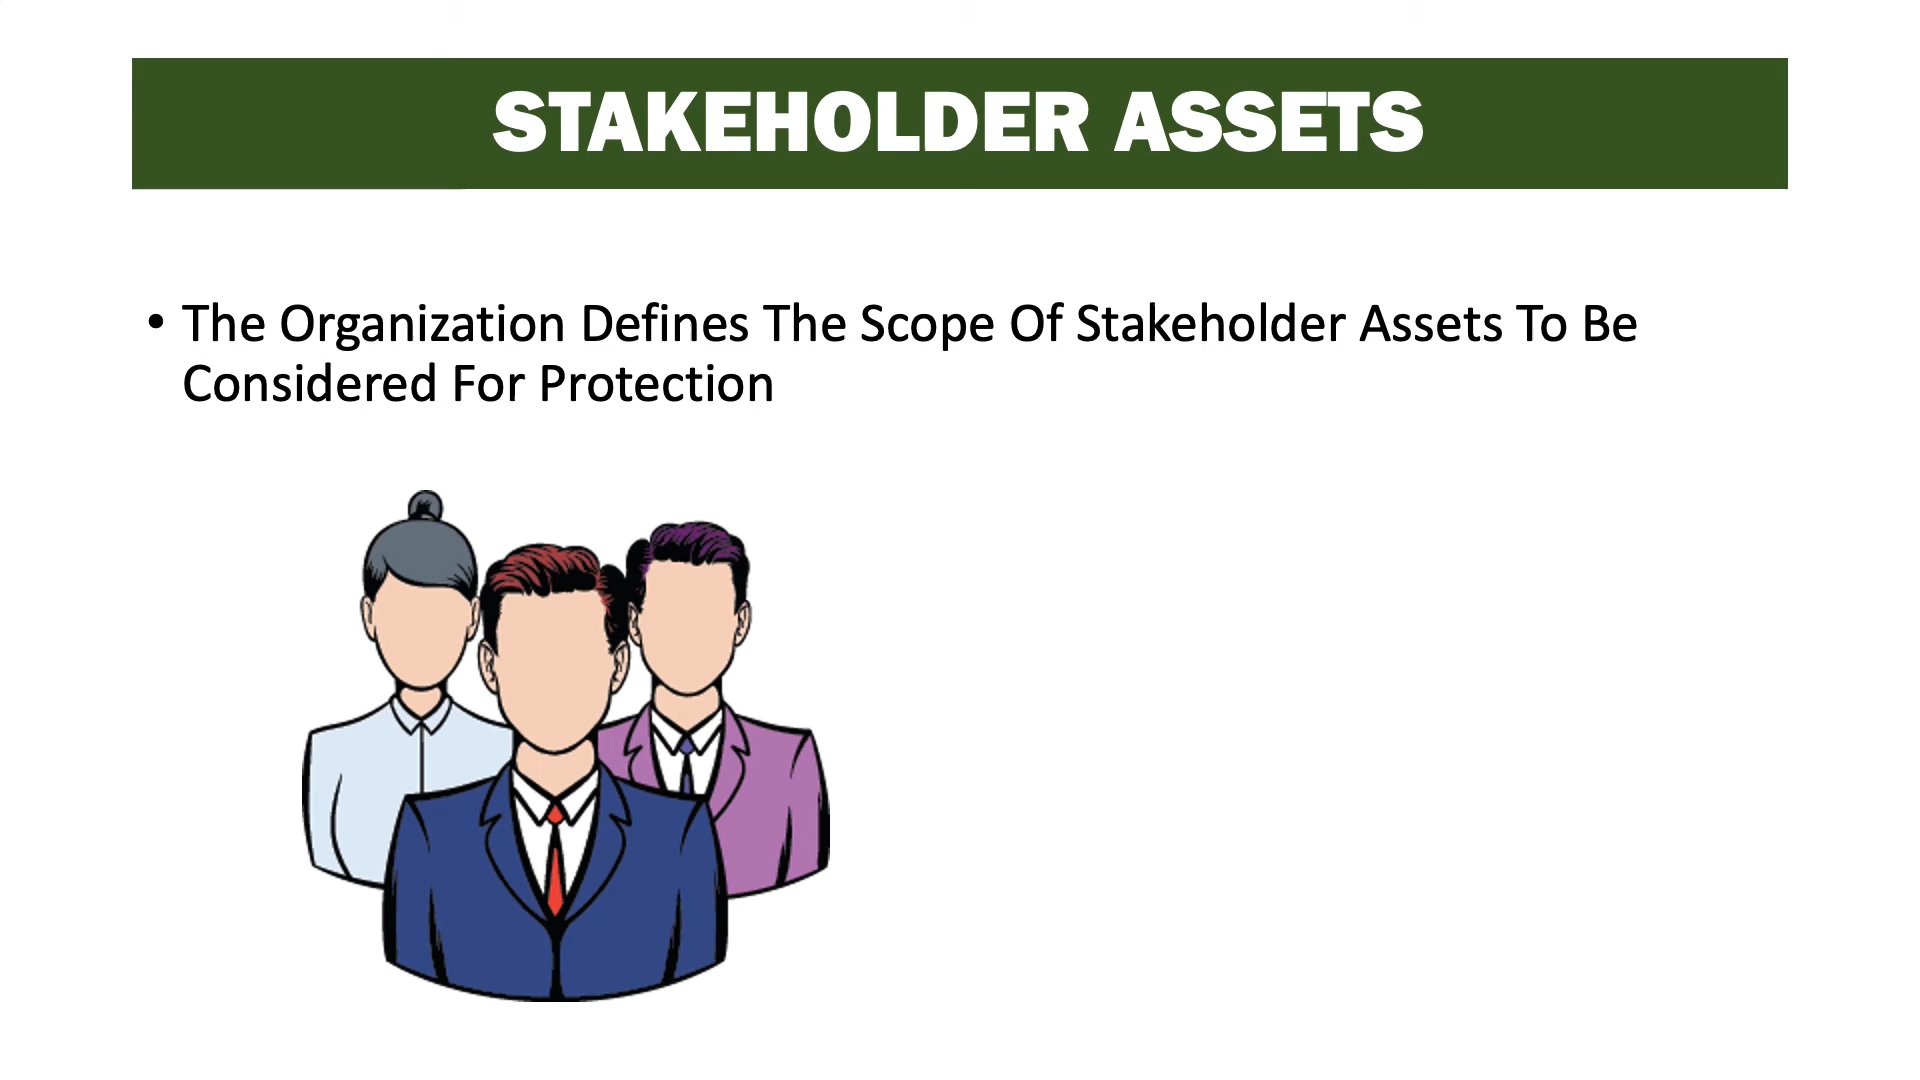 STAKEHOLDER ASSETS
• The Organization Defines The Scope Of Stakeholder Assets To Be
Considered For Protection